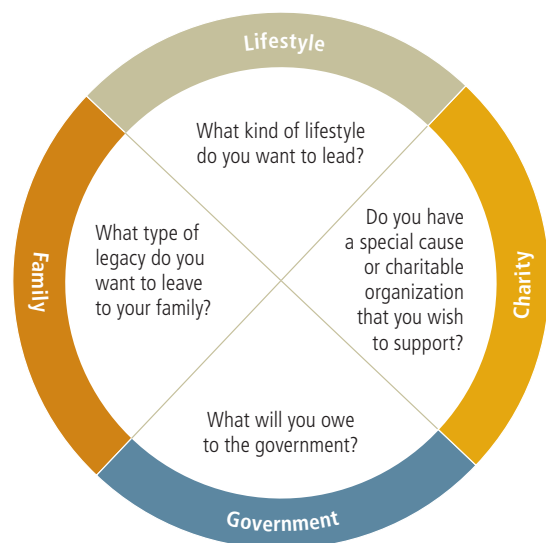 Lifestyle
What kind of lifestyle
do you want to lead?
Family
What type of
legacy do you
want to leave
to your family?
Do you have
a special cause
or charitable
organization
that you wish
to support?
Charity
What will you owe
to the government?
Government